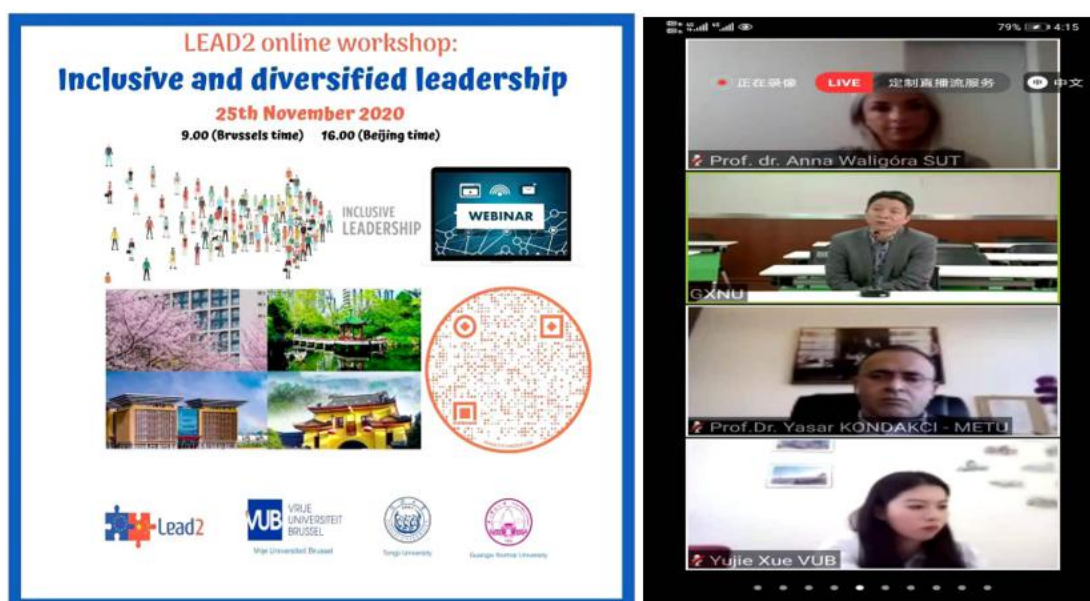 LEAD2 online workshop:
Inclusive and diversified leadership
25th November 2020
9.00 (Brussels time) 16.00 (Beijing time)
INCLUSIVE
LEADERSHIP
WEBINAR
Lead2
VUB
VRIJE
UNIVERSITEIT
BRUSSEL
Vrije Universiteit Brussel
Tongji University
Guangxi Normal University
79% 4:15
正在录像 LIVE 定制直播流服务 中文
Prof. dr. Anna Waligóra SUT
GXNU
Prof.Dr. Yasar KONDAKCI - METU
Yujie Xue VUB